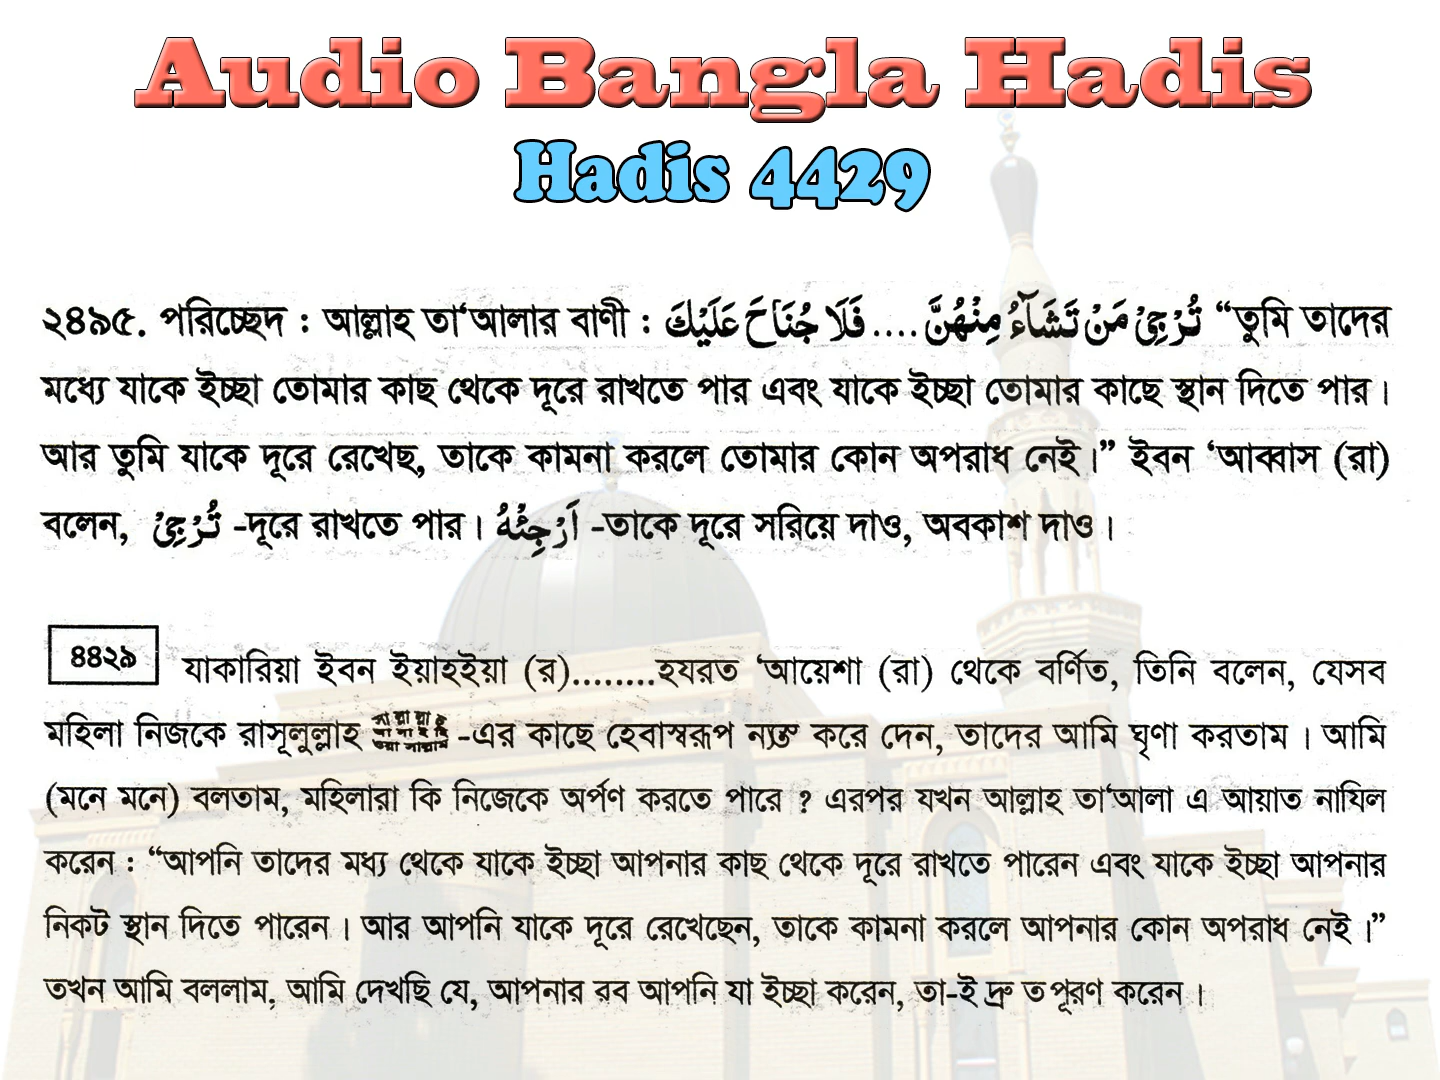 Audio Bangla Hadis
Hadis 4429
২৪৯৫. পরিচ্ছেদ : আল্লাহ তা‘আলার বাণী : تُرْجِئُ مَنْ تَشَآءُ مِنْهُنَّ .... فَلَا جُنَاحَ عَلَيْكَ “তুমি তাদের
মধ্যে যাকে ইচ্ছা তোমার কাছ থেকে দূরে রাখতে পার এবং যাকে ইচ্ছা তোমার কাছে স্থান দিতে পার।
আর তুমি যাকে দূরে রেখেছ, তাকে কামনা করলে তোমার কোন অপরাধ নেই।” ইবন ‘আব্বাস (রা)
বলেন, تُرْجِئُ -দূরে রাখতে পার। اَرْجِئْهُ -তাকে দূরে সরিয়ে দাও, অবকাশ দাও।
৪৪২৯ যাকারিয়া ইবন ইয়াহইয়া (র)........হযরত ‘আয়েশা (রা) থেকে বর্ণিত, তিনি বলেন, যেসব
মহিলা নিজকে রাসূলুল্লাহ সাল্লাল্লাহু আলাইহি ওয়া সাল্লাম -এর কাছে হেবাস্বরূপ ন্যস্ত করে দেন, তাদের আমি ঘৃণা করতাম। আমি
(মনে মনে) বলতাম, মহিলারা কি নিজেকে অর্পণ করতে পারে ? এরপর যখন আল্লাহ তা‘আলা এ আয়াত নাযিল
করেন : “আপনি তাদের মধ্য থেকে যাকে ইচ্ছা আপনার কাছ থেকে দূরে রাখতে পারেন এবং যাকে ইচ্ছা আপনার
নিকট স্থান দিতে পারেন। আর আপনি যাকে দূরে রেখেছেন, তাকে কামনা করলে আপনার কোন অপরাধ নেই।”
তখন আমি বললাম, আমি দেখছি যে, আপনার রব আপনি যা ইচ্ছা করেন, তা-ই দ্রু ত পূরণ করেন।